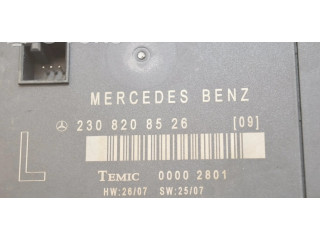 MERCEDES BENZ
230 820 85 26 [09]
L
TEMIC 0000 2801
HW:26/07 SW:25/07